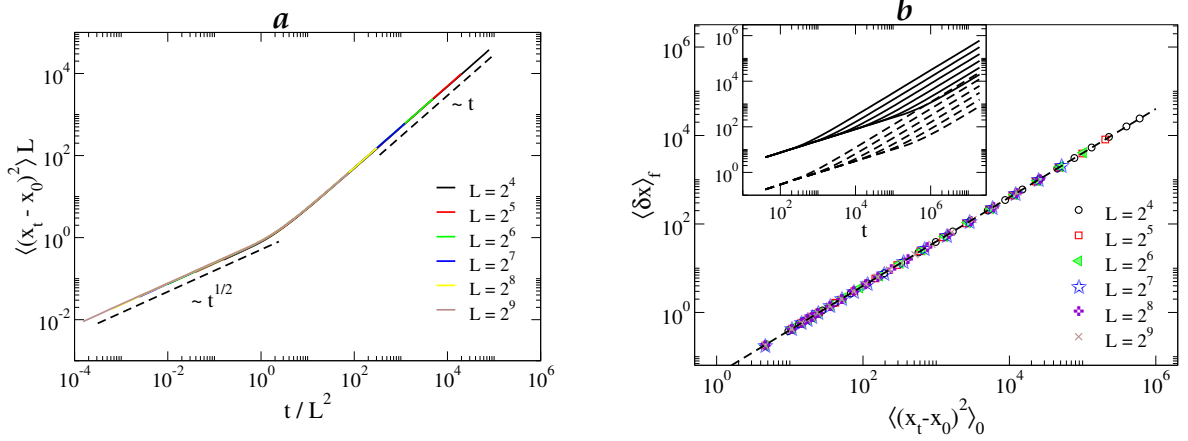 a
⟨(x_t - x_0)^2⟩ L
10^4
10^2
10^0
10^-2
~ t
~ t^1/2
L = 2^4
L = 2^5
L = 2^6
L = 2^7
L = 2^8
L = 2^9
10^-4
10^-2
10^0
10^2
10^4
10^6
t / L^2
b
⟨δx⟩_f
10^6
10^4
10^2
10^0
10^6
10^4
10^2
10^0
10^2
10^4
10^6
t
L = 2^4
L = 2^5
L = 2^6
L = 2^7
L = 2^8
L = 2^9
10^0
10^2
10^4
10^6
⟨(x_t-x_0)^2⟩_0